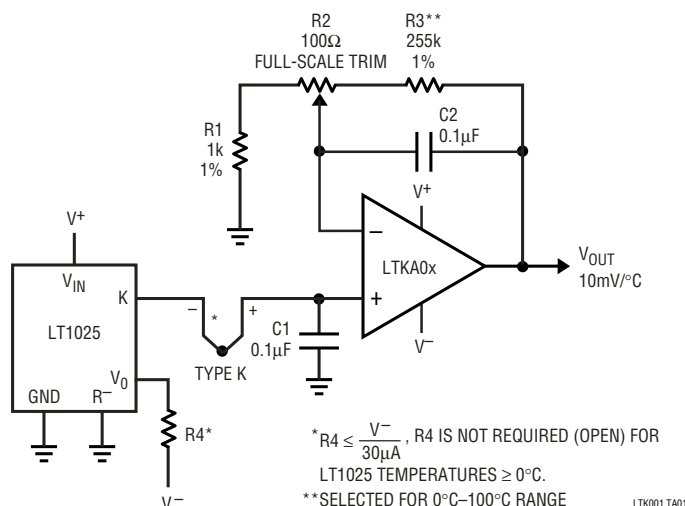 R2
100Ω
FULL-SCALE TRIM
R3**
255k
1%
R1
1k
1%
C2
0.1µF
V+
−
LTKA0x
+
V−
VOUT
10mV/°C
V+
VIN
K
LT1025
V0
GND
R−
− * +
TYPE K
C1
0.1µF
R4*
V−
*R4 ≤ V−/30µA, R4 IS NOT REQUIRED (OPEN) FOR
LT1025 TEMPERATURES ≥ 0°C.
**SELECTED FOR 0°C–100°C RANGE
LTK001 TA01